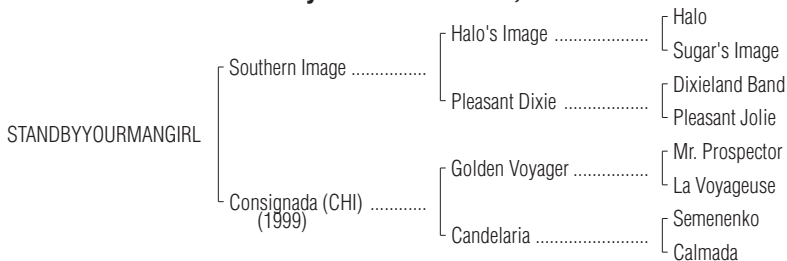 Halo
Halo's Image ....................
Sugar's Image
Southern Image ................
Dixieland Band
Pleasant Dixie ..................
Pleasant Jolie
STANDBYYOURMANGIRL
Mr. Prospector
Golden Voyager ................
La Voyageuse
Consignada (CHI) ............
(1999)
Semenenko
Candelaria ........................
Calmada